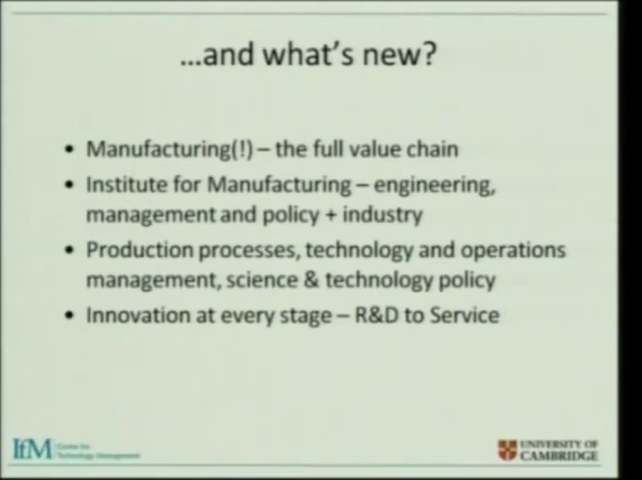 ...and what's new?
• Manufacturing(!) – the full value chain
• Institute for Manufacturing – engineering,
management and policy + industry
• Production processes, technology and operations
management, science & technology policy
• Innovation at every stage – R&D to Service
IfM
Centre for
Technology Management
UNIVERSITY OF
CAMBRIDGE